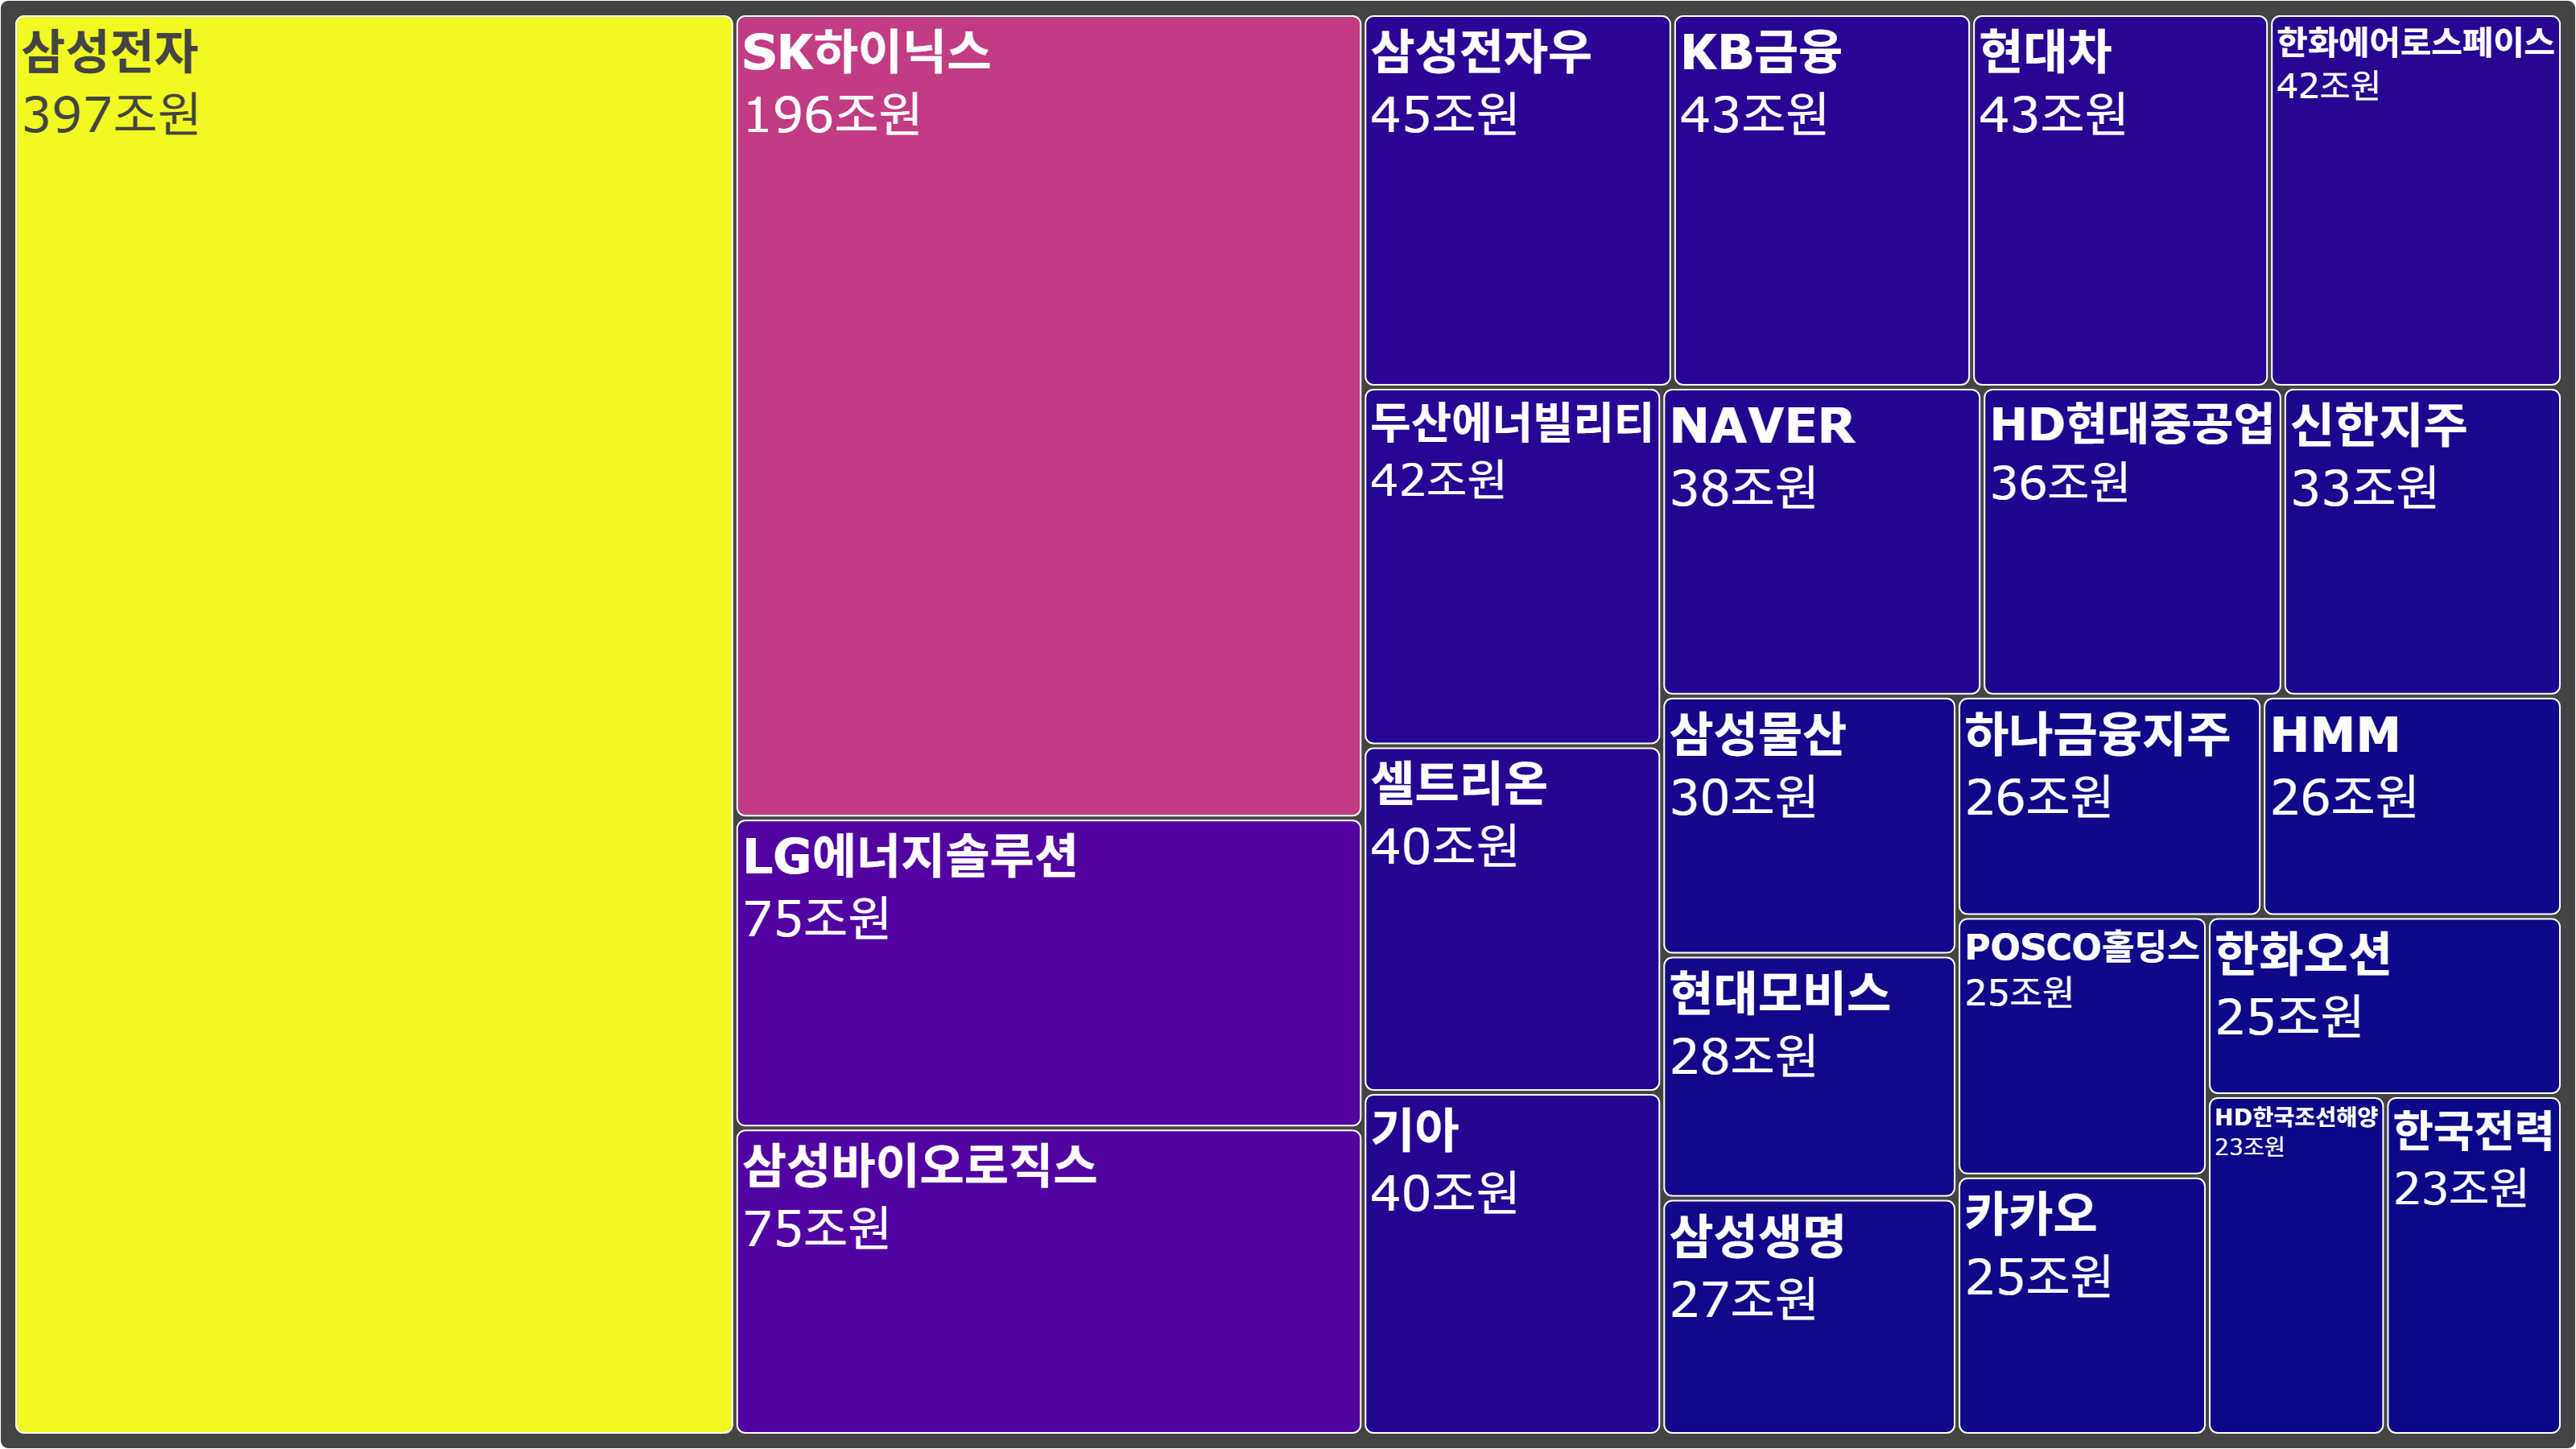 삼성전자
397조원
SK하이닉스
196조원
LG에너지솔루션
75조원
삼성바이오로직스
75조원
삼성전자우
45조원
KB금융
43조원
현대차
43조원
한화에어로스페이스
42조원
두산에너빌리티
42조원
셀트리온
40조원
기아
40조원
NAVER
38조원
HD현대중공업
36조원
신한지주
33조원
삼성물산
30조원
현대모비스
28조원
삼성생명
27조원
하나금융지주
26조원
HMM
26조원
POSCO홀딩스
25조원
카카오
25조원
한화오션
25조원
HD한국조선해양
23조원
한국전력
23조원